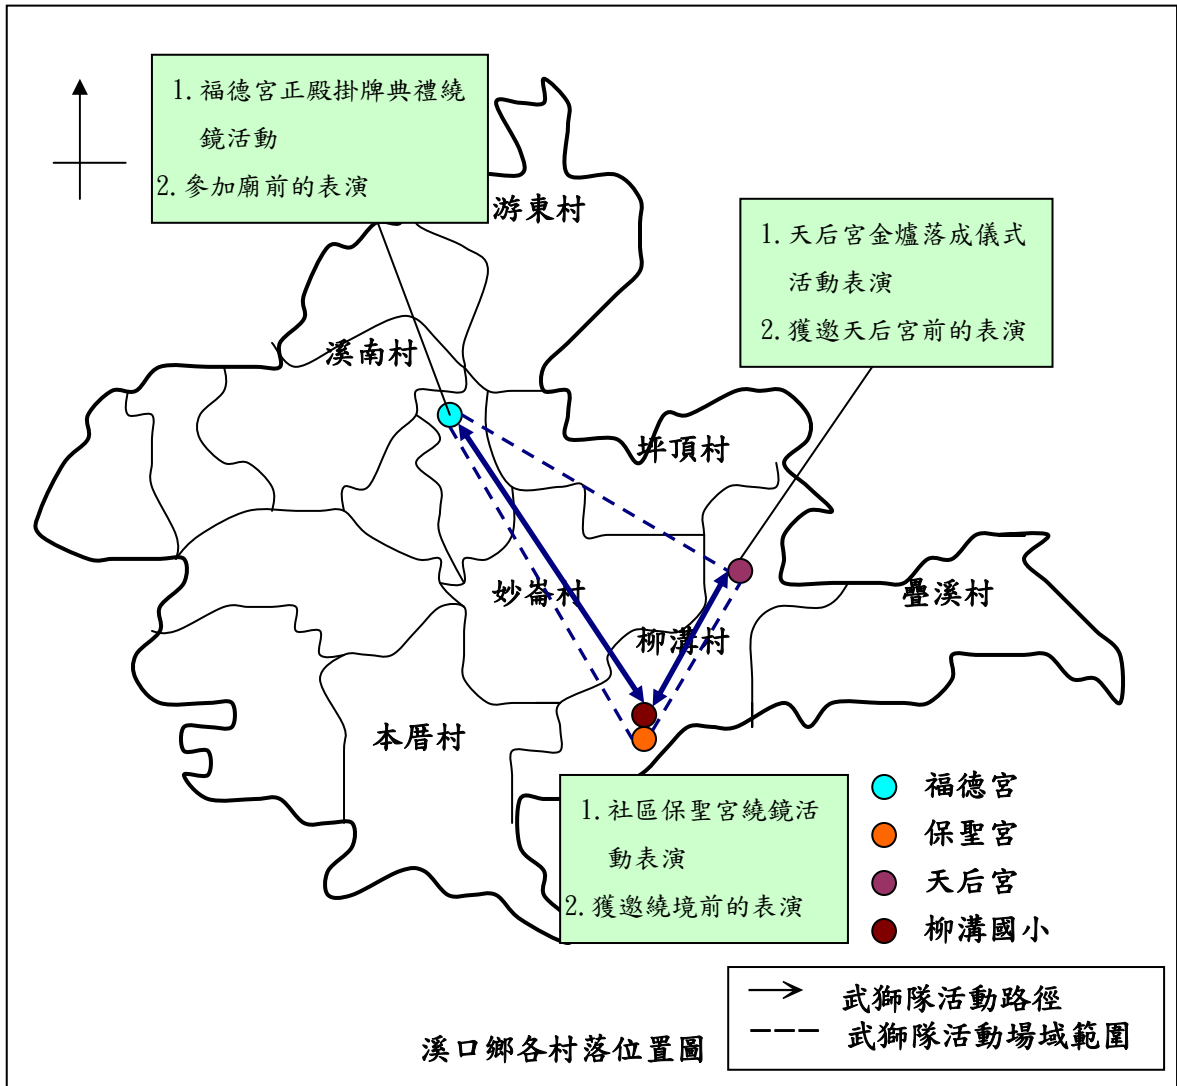 1. 福德宮正殿掛牌典禮繞
鏡活動
2. 參加廟前的表演
游東村
1. 天后宮金爐落成儀式
活動表演
2. 獲邀天后宮前的表演
溪南村
坪頂村
妙崙村
疊溪村
柳溝村
本厝村
1. 社區保聖宮繞鏡活
動表演
2. 獲邀繞境前的表演
福德宮
保聖宮
天后宮
柳溝國小
武獅隊活動路徑
武獅隊活動場域範圍
溪口鄉各村落位置圖